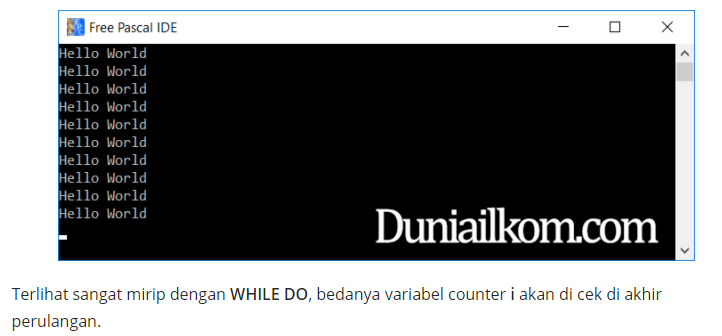 Free Pascal IDE
Hello World
Hello World
Hello World
Hello World
Hello World
Hello World
Hello World
Hello World
Hello World
Hello World
Duniailkom.com
Terlihat sangat mirip dengan WHILE DO, bedanya variabel counter i akan di cek di akhir
perulangan.